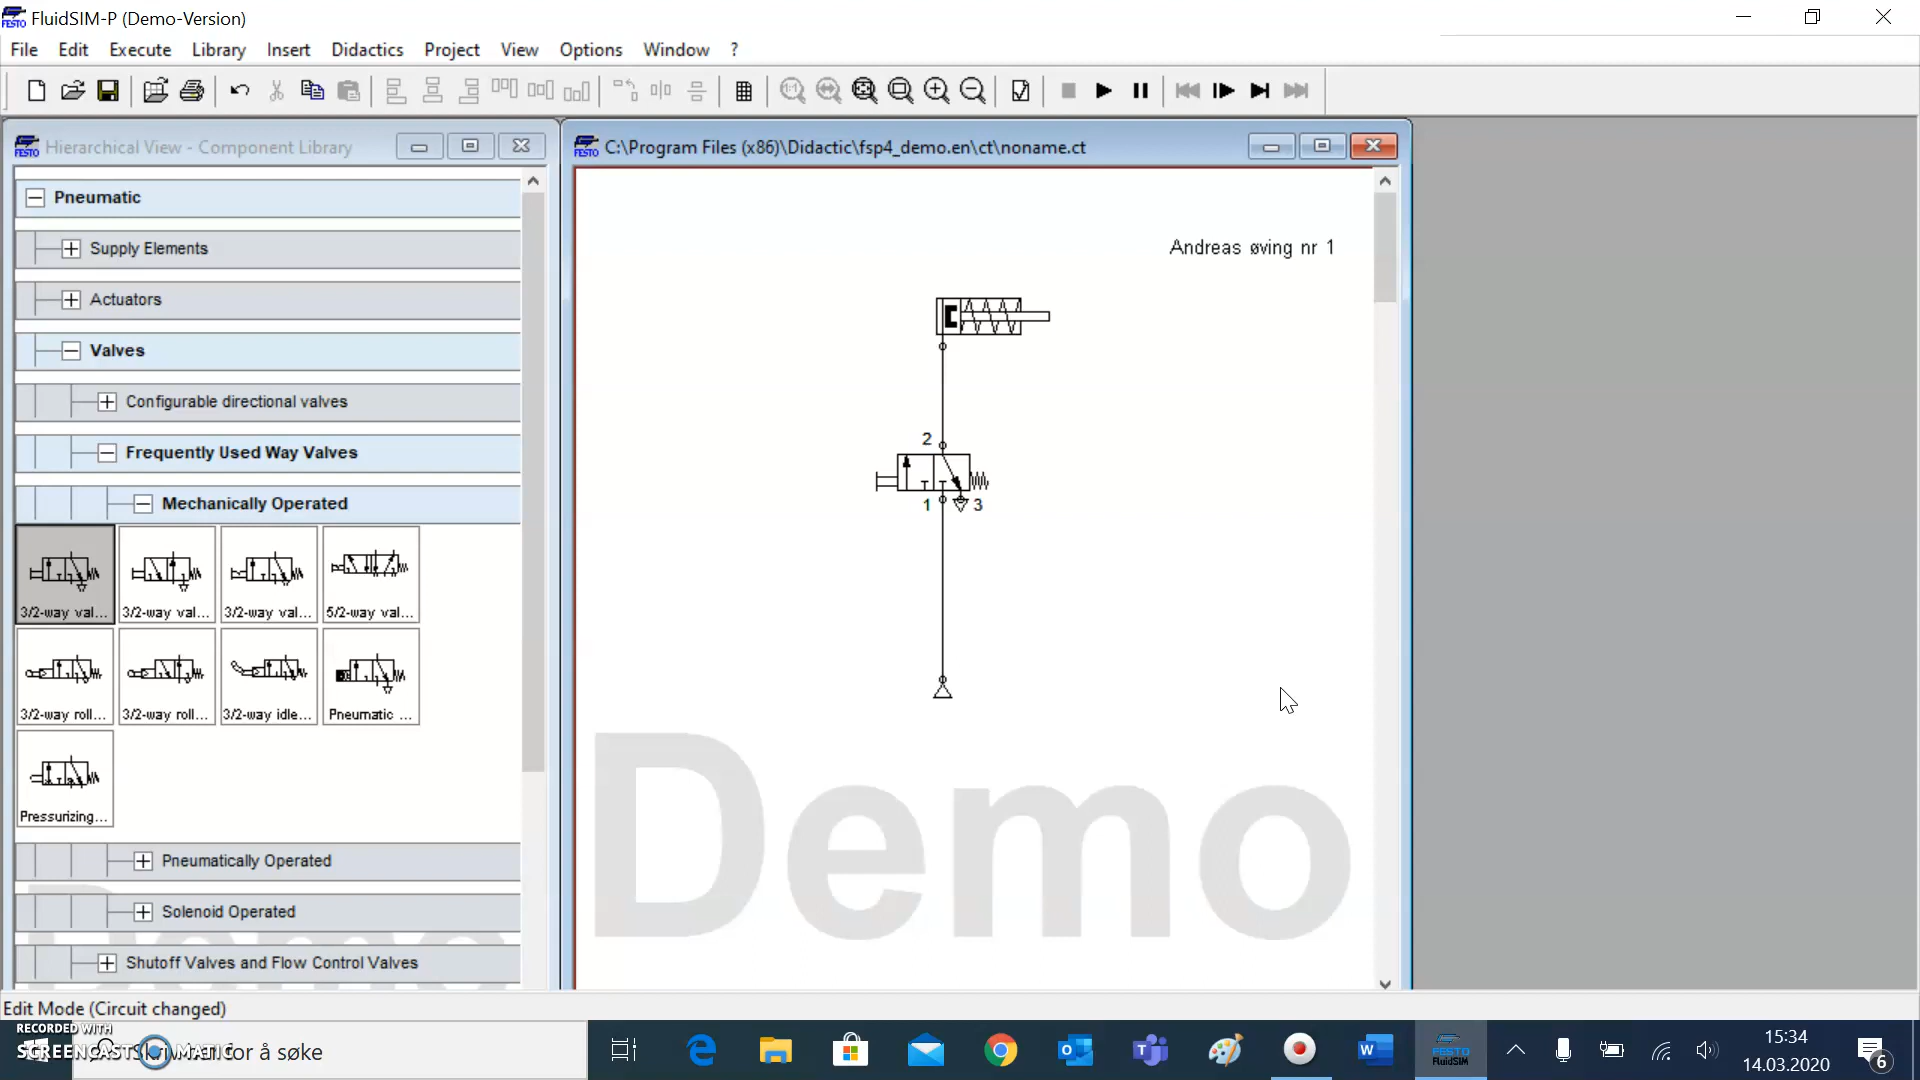 FluidSIM-P (Demo-Version)
File Edit Execute Library Insert Didactics Project View Options Window ?
Hierarchical View - Component Library
Pneumatic
Supply Elements
Actuators
Valves
Configurable directional valves
Frequently Used Way Valves
Mechanically Operated
3/2-way val... 3/2-way val... 3/2-way val... 5/2-way val...
3/2-way roll... 3/2-way roll... 3/2-way idle... Pneumatic ...
Pressurizing...
Pneumatically Operated
Solenoid Operated
Shutoff Valves and Flow Control Valves
C:\Program Files (x86)\Didactic\fsp4_demo.en\ct\noname.ct
Andreas øving nr 1
2
1 3
Demo
Edit Mode (Circuit changed)
RECORDED WITH
SCREENCAST MATIC
for å søke
FESTO
FluidSIM
15:34
14.03.2020
6